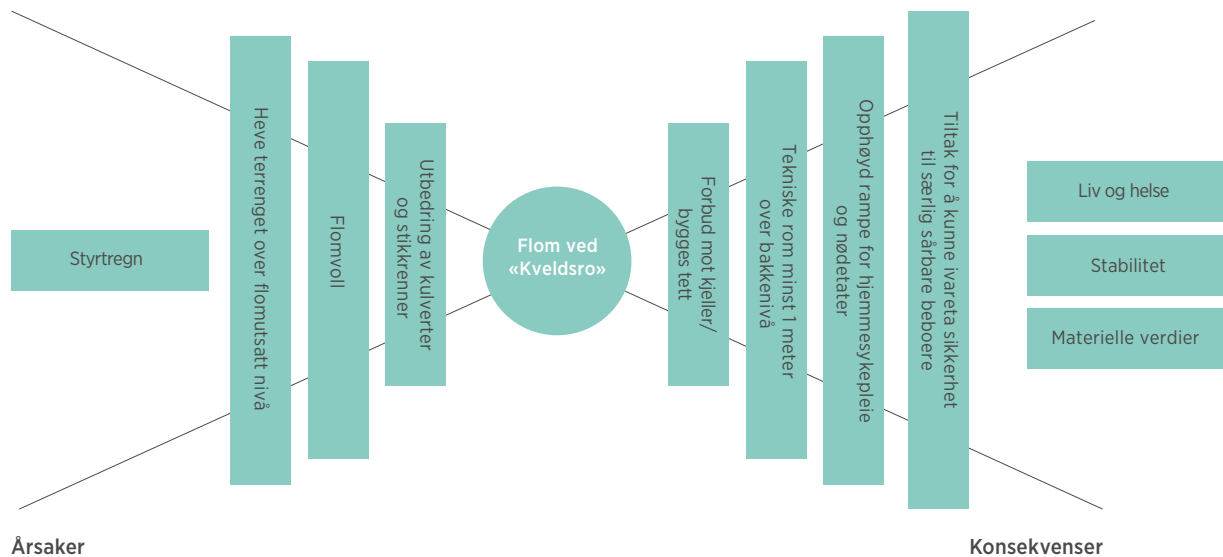 Styrtregn
Heve terrenget over flomutsatt nivå
Flomvoll
Utbedring av kulverter
og stikkrenner
Flom ved
«Kveldsro»
Forbud mot kjeller/
bygges tett
Tekniske rom minst 1 meter
over bakkenivå
Opphøyd rampe for hjemmesykepleie
og nødetater
Tiltak for å kunne ivareta sikkerhet
til særlig sårbare beboere
Liv og helse
Stabilitet
Materielle verdier
Årsaker
Konsekvenser